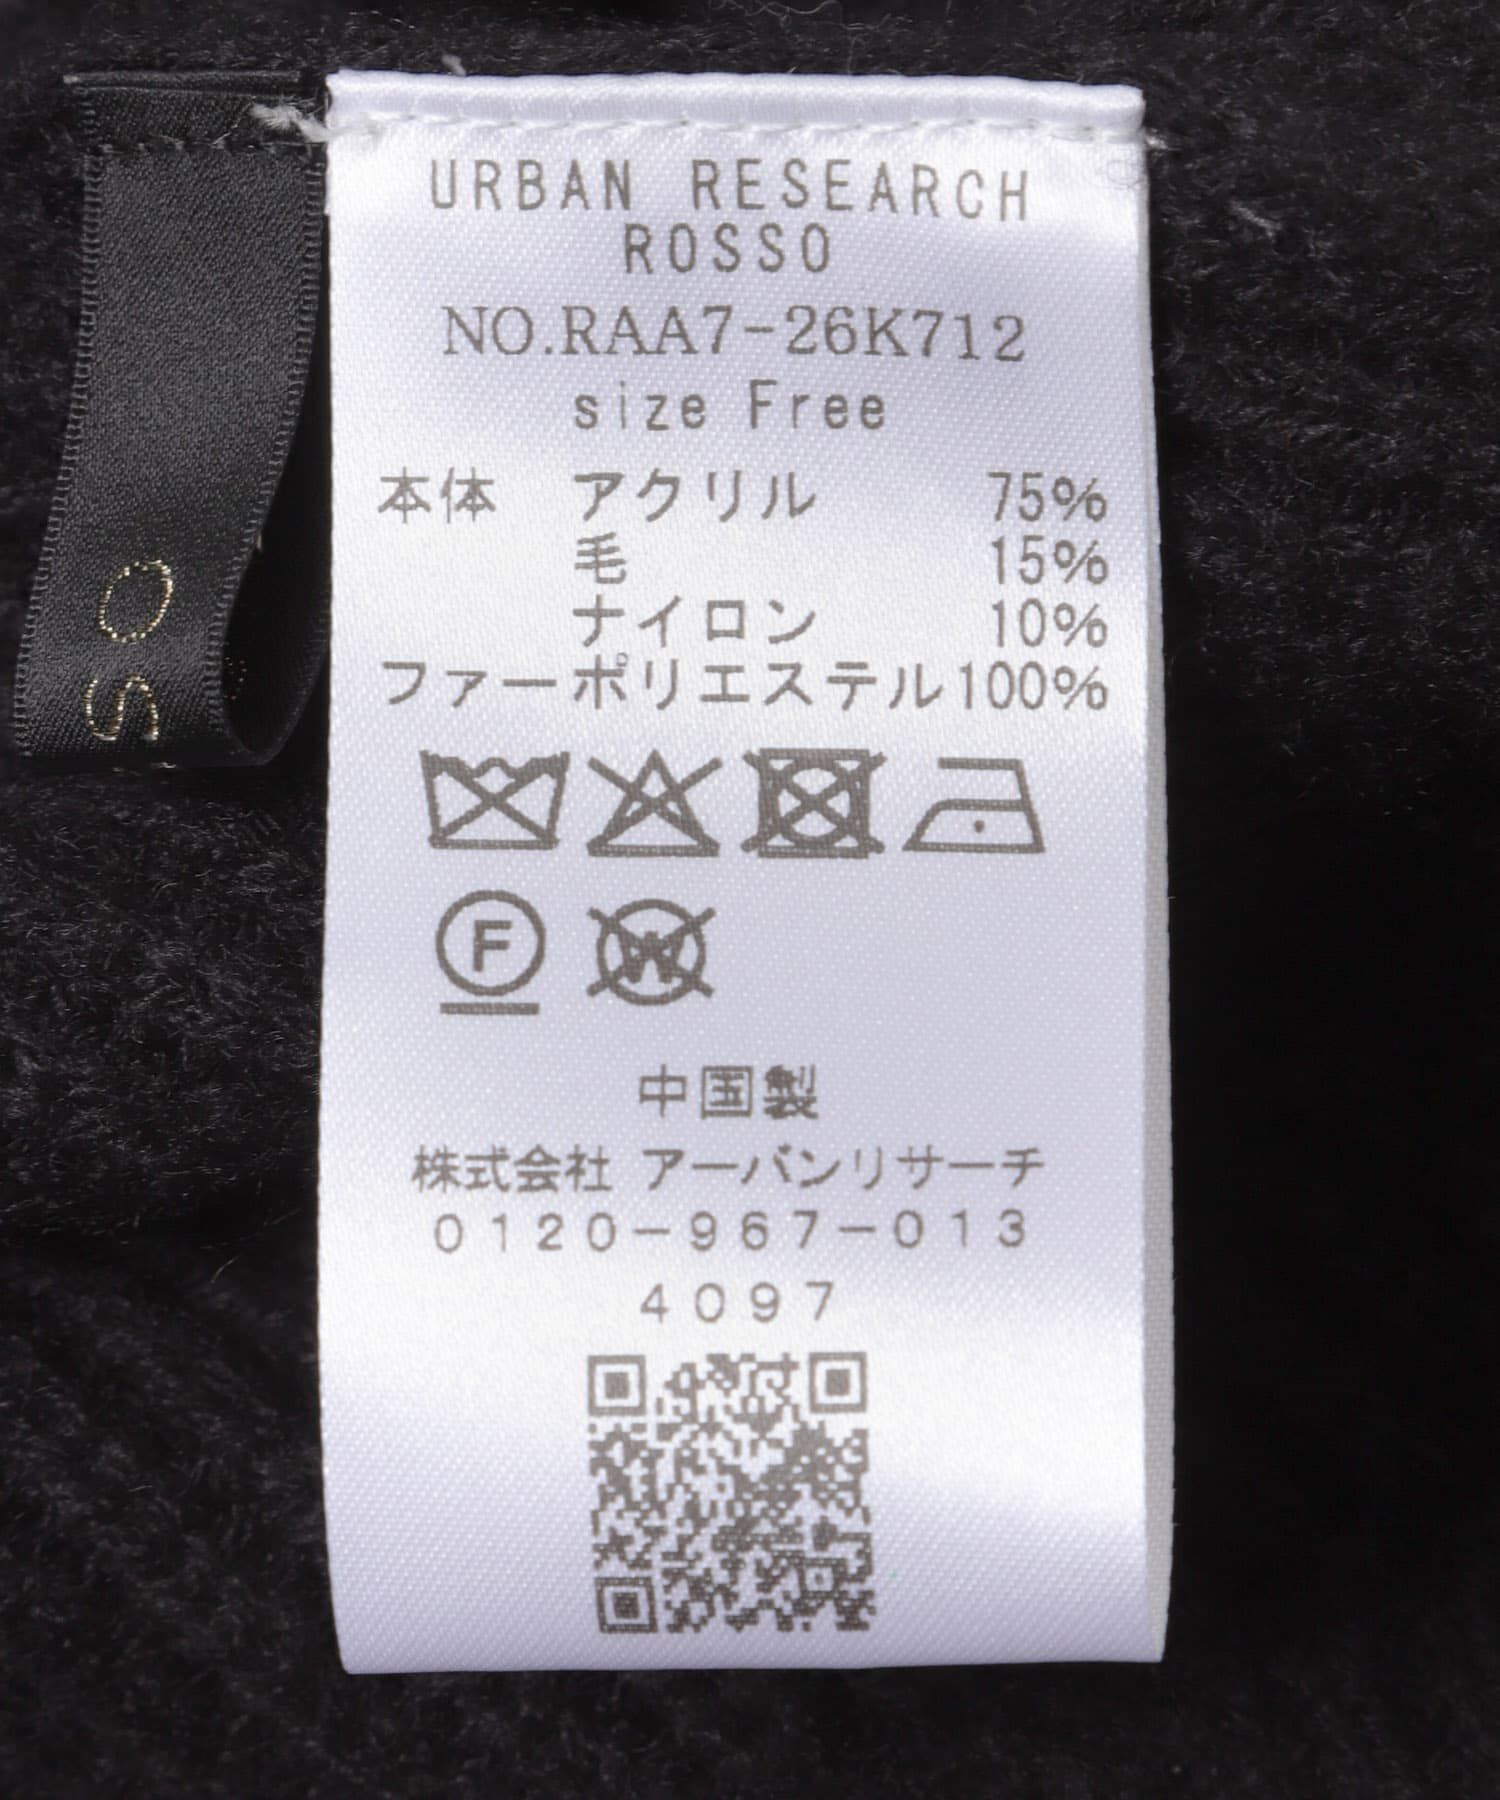 URBAN RESEARCH
ROSSO
NO.RAA7-26K712
size Free
本体 アクリル 75%
毛 15%
ナイロン 10%
ファーポリエステル100%
F
W
中国製
株式会社 アーバンリサーチ
0120-967-013
4097
SO